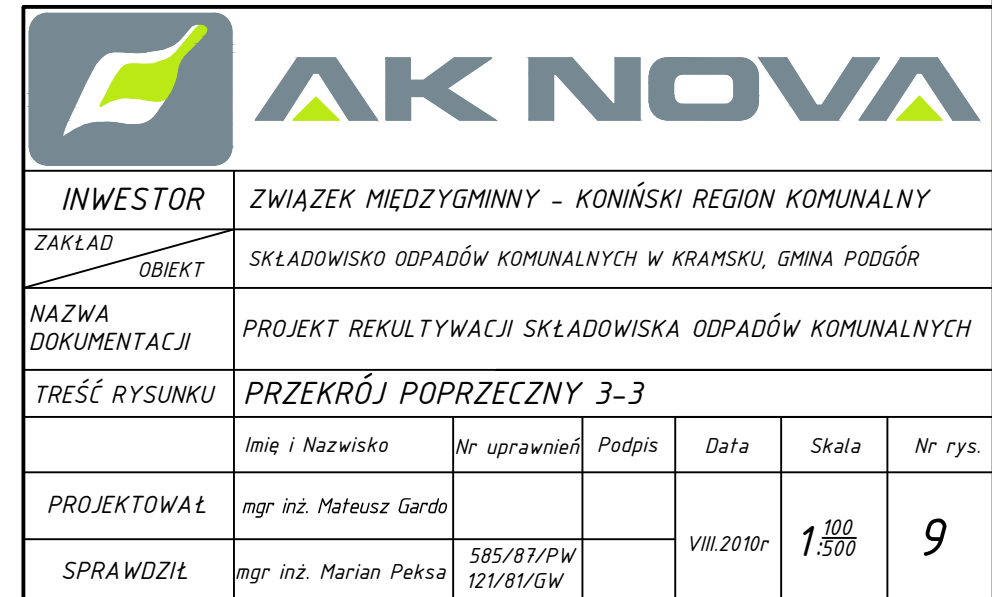 AK NOVA
INWESTOR
ZWIĄZEK MIĘDZYGMINNY - KONIŃSKI REGION KOMUNALNY
ZAKŁAD
OBIEKT
SKŁADOWISKO ODPADÓW KOMUNALNYCH W KRAMSKU, GMINA PODGÓR
NAZWA
DOKUMENTACJI
PROJEKT REKULTYWACJI SKŁADOWISKA ODPADÓW KOMUNALNYCH
TREŚĆ RYSUNKU
PRZEKRÓJ POPRZECZNY 3-3
Imię i Nazwisko
Nr uprawnień
Podpis
Data
Skala
Nr rys.
PROJEKTOWAŁ
mgr inż. Mateusz Gardo
SPRAWDZIŁ
mgr inż. Marian Peksa
585/87/PW
121/81/GW
VIII.2010r
1:100/500
9